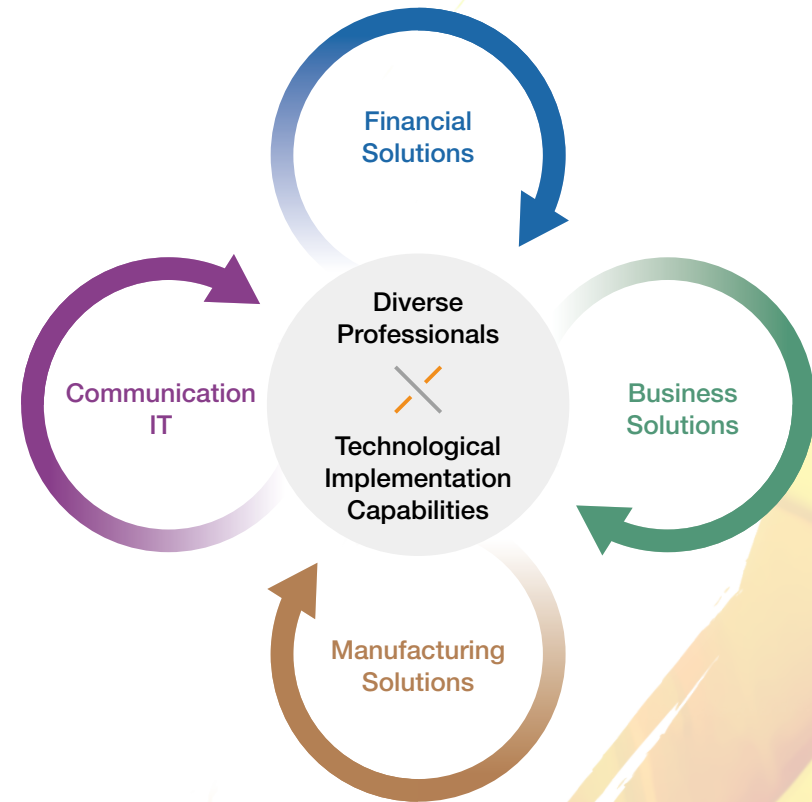 Financial
Solutions
Diverse
Professionals
Communication
IT
Business
Solutions
Technological
Implementation
Capabilities
Manufacturing
Solutions